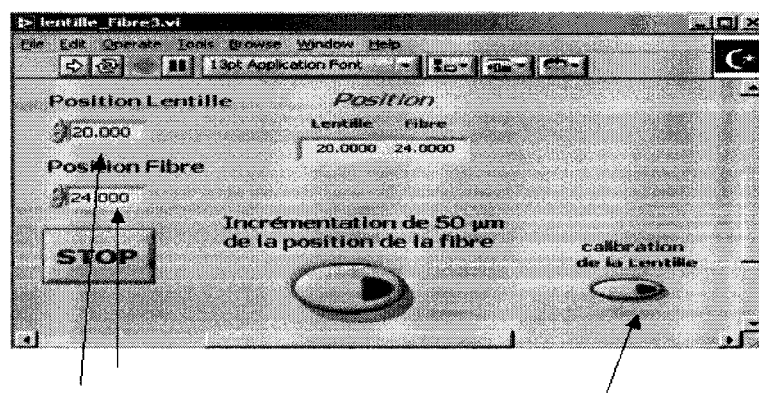 lentille_Fibre3.vi
File Edit Operate Tools Browse Window Help
13pt Application Font
Position Lentille
20.000
Position Fibre
24.000
STOP
Position
Lentille Fibre
20.0000 24.0000
Incrémentation de 50 µm
de la position de la fibre
calibration
de la Lentille